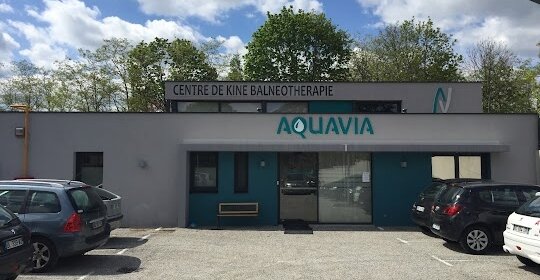 CENTRE DE KINE BALNEOTHERAPIE
AQUAVIA